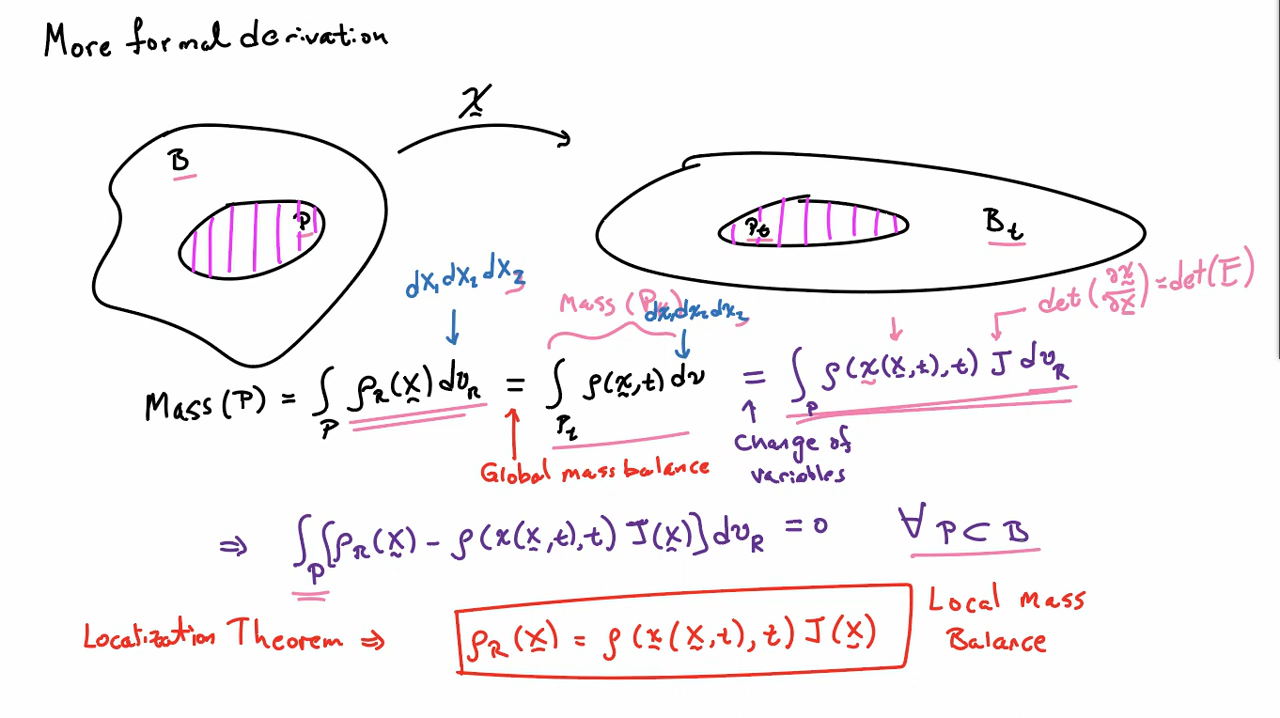 More formal derivation
χ
B
P
P_t
B_t
dX₁dX₂dX₃
Mass(P_t)
dx₁dx₂dx₃
det(∂x/∂X)=det(F)
Mass(P) = ∫_P ρ_R(X) dv_R = ∫_{P_t} ρ(x,t) dv = ∫_P ρ(x(X,t),t) J dv_R
Global mass balance
Change of
variables
⇒ ∫_P [ρ_R(X) - ρ(x(X,t),t) J(X)] dv_R = 0 ∀ P ⊂ B
Localization Theorem ⇒ ρ_R(X) = ρ(x(X,t),t) J(X)
Local mass
Balance